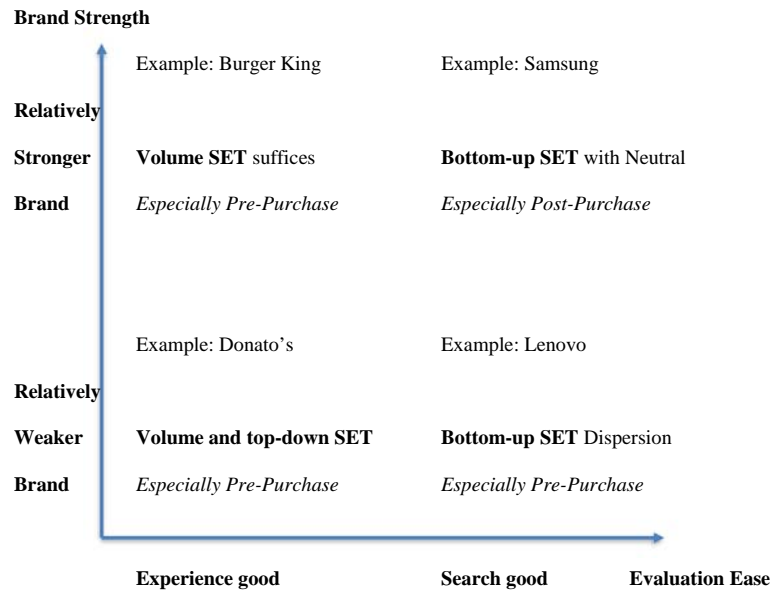 Brand Strength
Example: Burger King Example: Samsung
Relatively
Stronger Volume SET suffices Bottom-up SET with Neutral
Brand Especially Pre-Purchase Especially Post-Purchase
Example: Donato’s Example: Lenovo
Relatively
Weaker Volume and top-down SET Bottom-up SET Dispersion
Brand Especially Pre-Purchase Especially Pre-Purchase
Experience good Search good Evaluation Ease